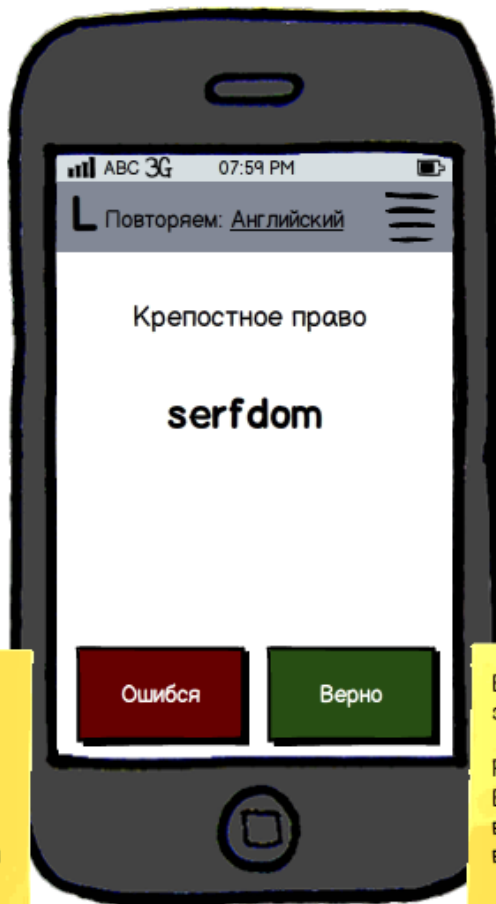 ABC 3G 07:59 PM
L Повторяем: Английский
Крепостное право
serfdom
Ошибся Верно